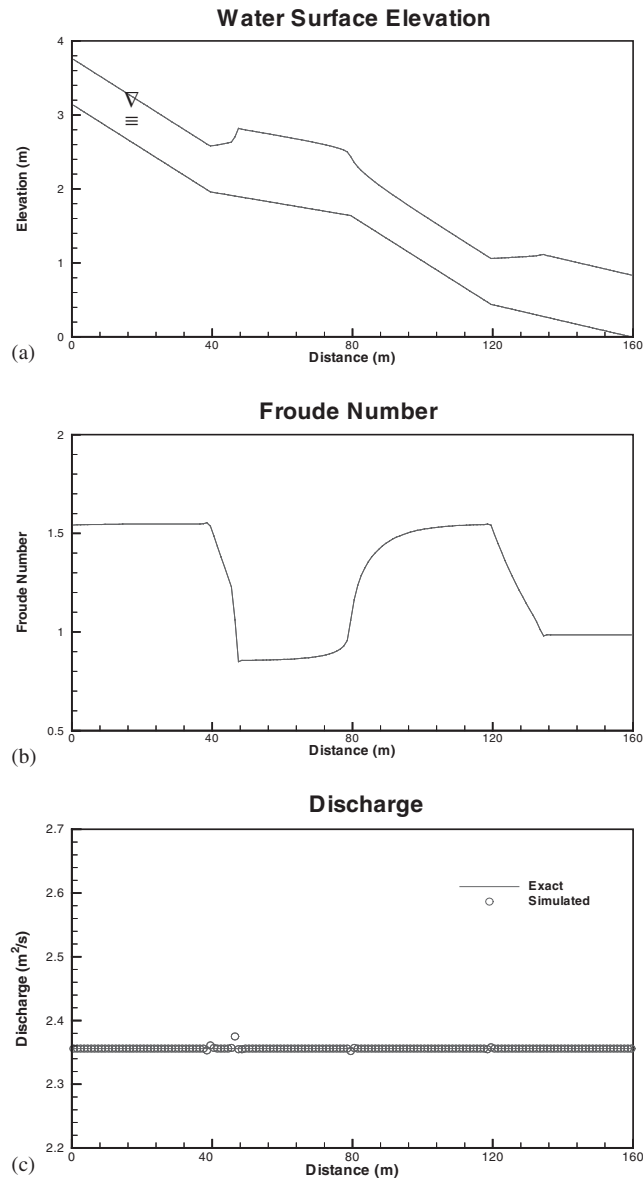 Water Surface Elevation
4
3
2
1
0
Elevation (m)
∇
≡
0
40
80
120
160
Distance (m)
(a)
Froude Number
2
1.5
1
0.5
Froude Number
0
40
80
120
160
Distance (m)
(b)
Discharge
2.7
2.6
2.5
2.4
2.3
2.2
Discharge (m²/s)
Exact
Simulated
0
40
80
120
160
Distance (m)
(c)